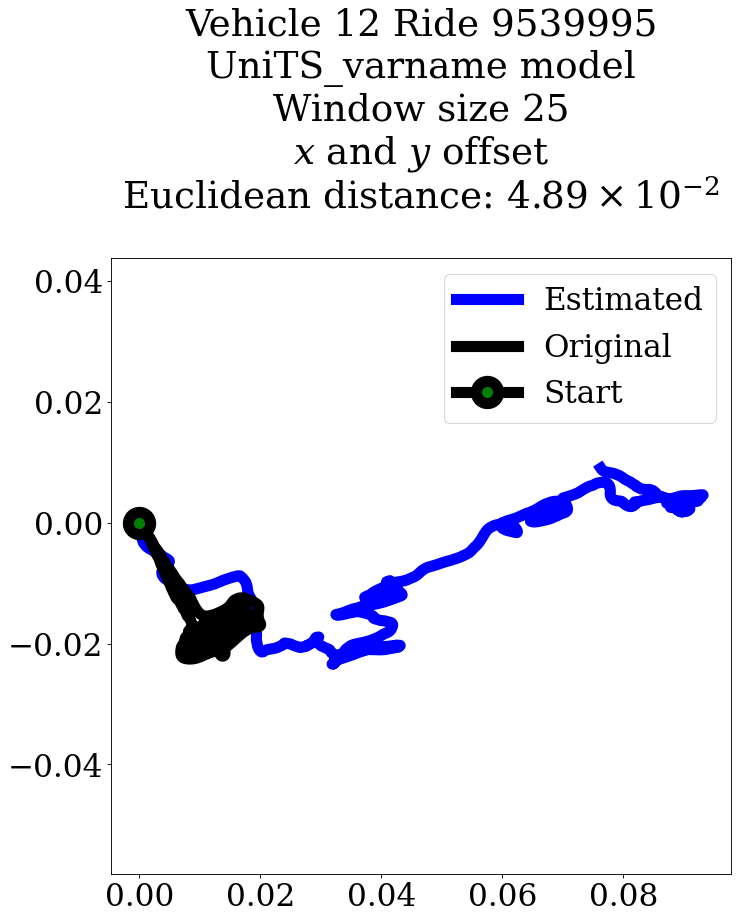 Vehicle 12 Ride 9539995
UniTS_varname model
Window size 25
x and y offset
Euclidean distance: 4.89 × 10⁻²
Estimated
Original
Start
0.04
0.02
0.00
−0.02
−0.04
0.00 0.02 0.04 0.06 0.08